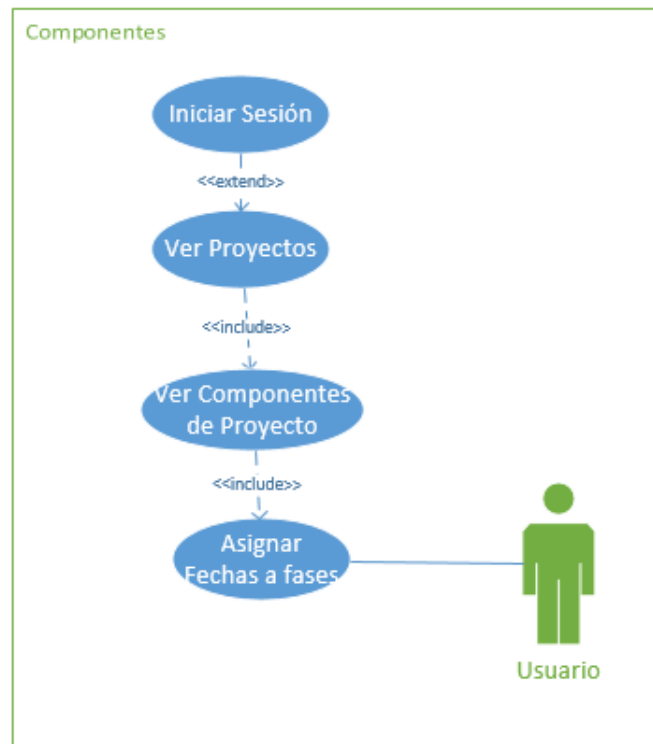 Componentes
Iniciar Sesión
<<extend>>
Ver Proyectos
<<include>>
Ver Componentes
de Proyecto
<<include>>
Asignar
Fechas a fases
Usuario